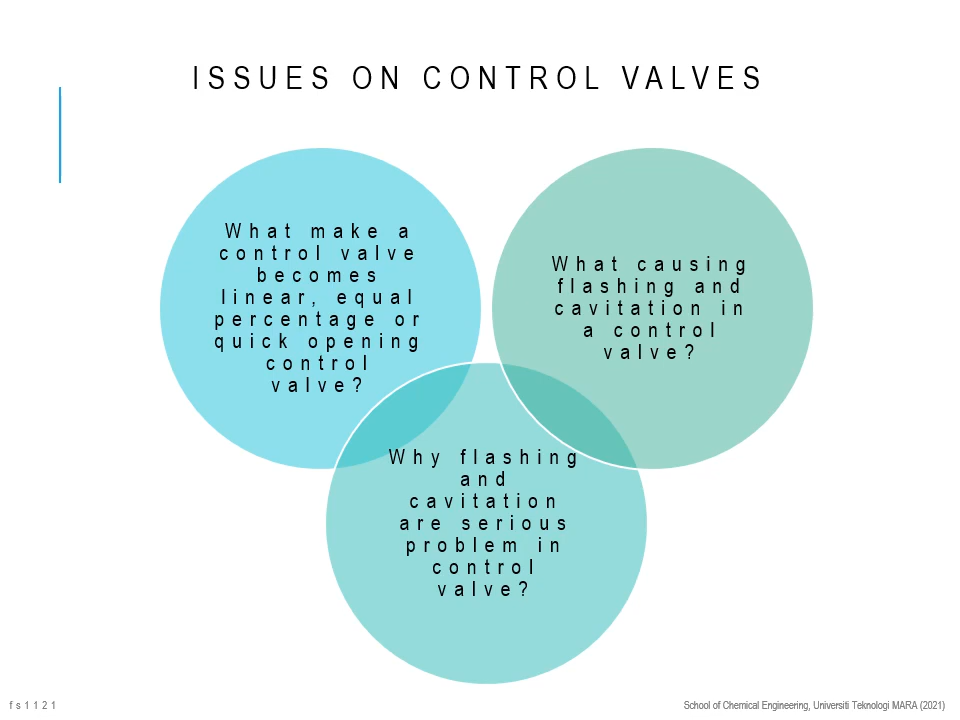 ISSUES ON CONTROL VALVES
What make a
control valve
becomes
linear, equal
percentage or
quick opening
control
valve?
What causing
flashing and
cavitation in
a control
valve?
Why flashing
and
cavitation
are serious
problem in
control
valve?
fs1121
School of Chemical Engineering, Universiti Teknologi MARA (2021)